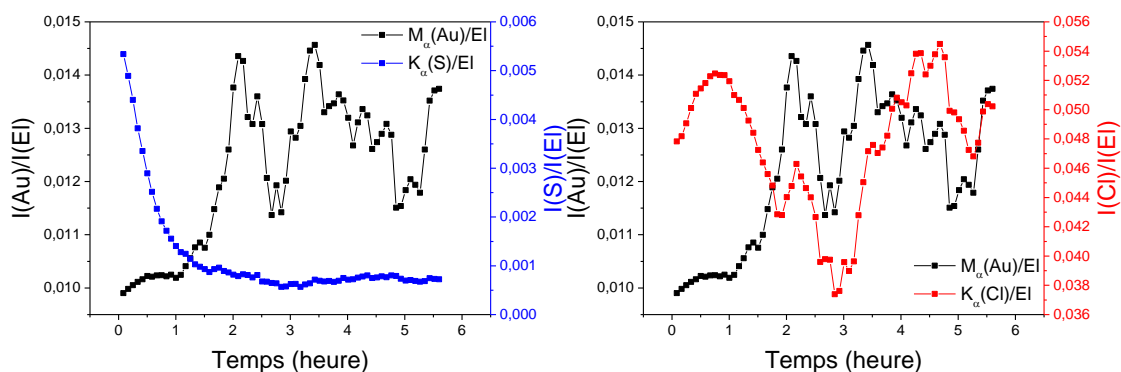 0,015
0,014
0,013
0,012
0,011
0,010
I(Au)/I(El)
0,006
0,005
0,004
0,003
0,002
0,001
0,000
I(S)/I(El)
Mα(Au)/El
Kα(S)/El
0 1 2 3 4 5 6
Temps (heure)
0,015
0,014
0,013
0,012
0,011
0,010
I(Au)/I(El)
0,056
0,054
0,052
0,050
0,048
0,046
0,044
0,042
0,040
0,038
0,036
I(Cl)/I(El)
Mα(Au)/El
Kα(Cl)/El
0 1 2 3 4 5 6
Temps (heure)